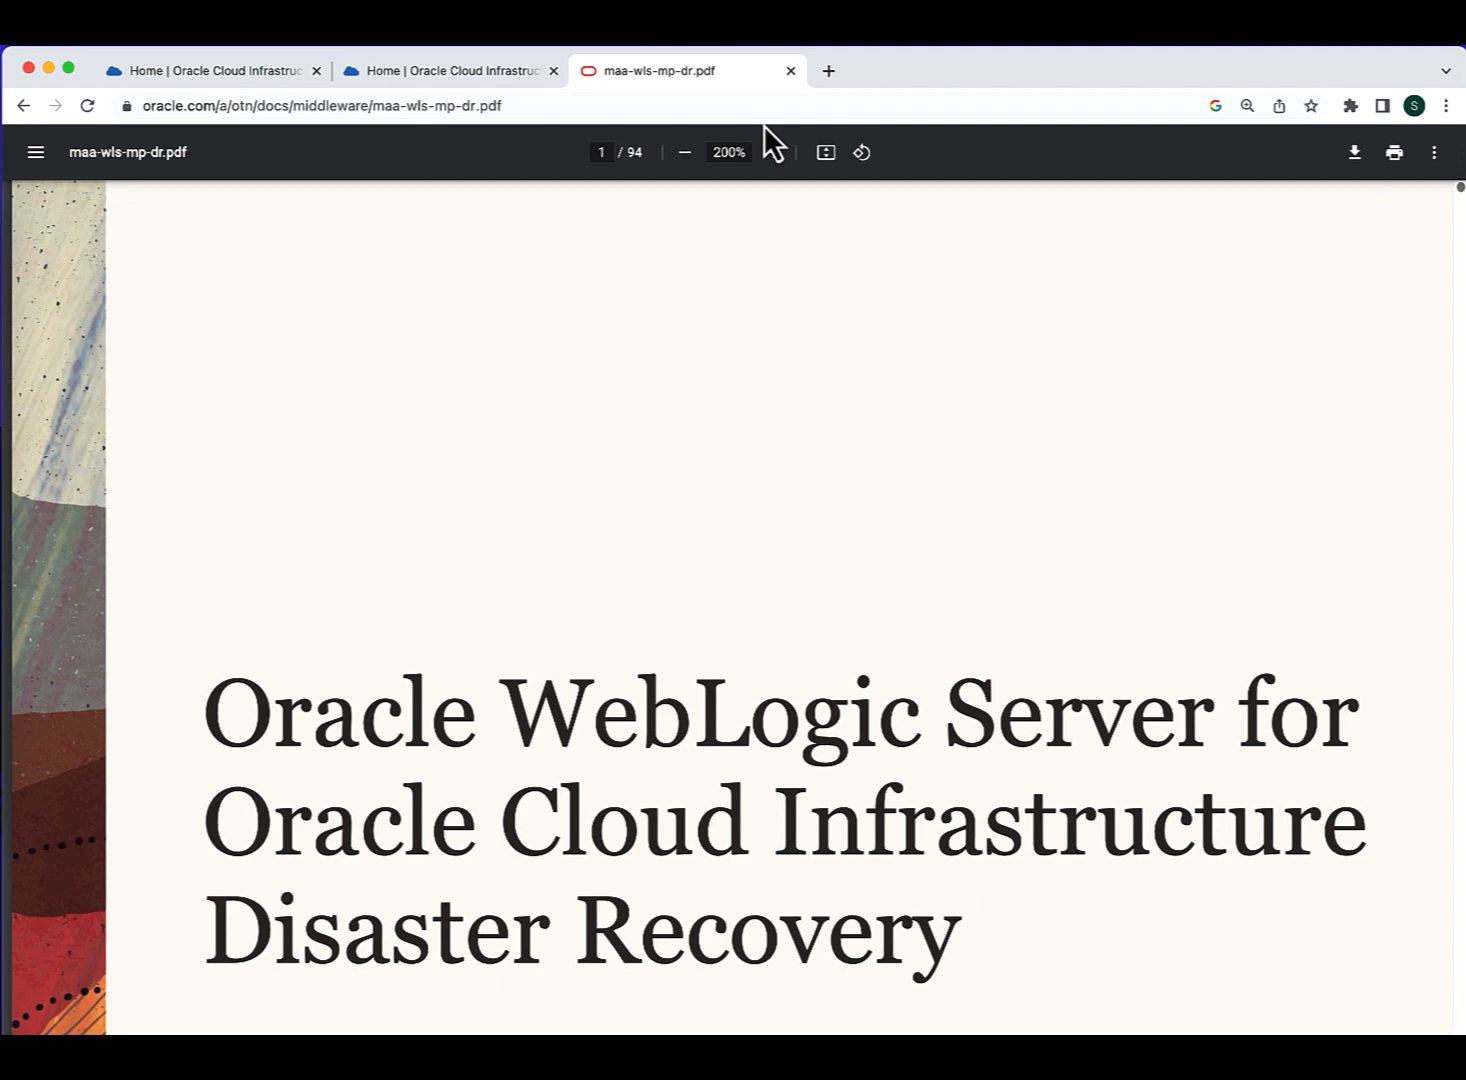 Home | Oracle Cloud Infrastruc
Home | Oracle Cloud Infrastruc
maa-wls-mp-dr.pdf
oracle.com/a/otn/docs/middleware/maa-wls-mp-dr.pdf
G
S
maa-wls-mp-dr.pdf
1 / 94
200%
Oracle WebLogic Server for
Oracle Cloud Infrastructure
Disaster Recovery